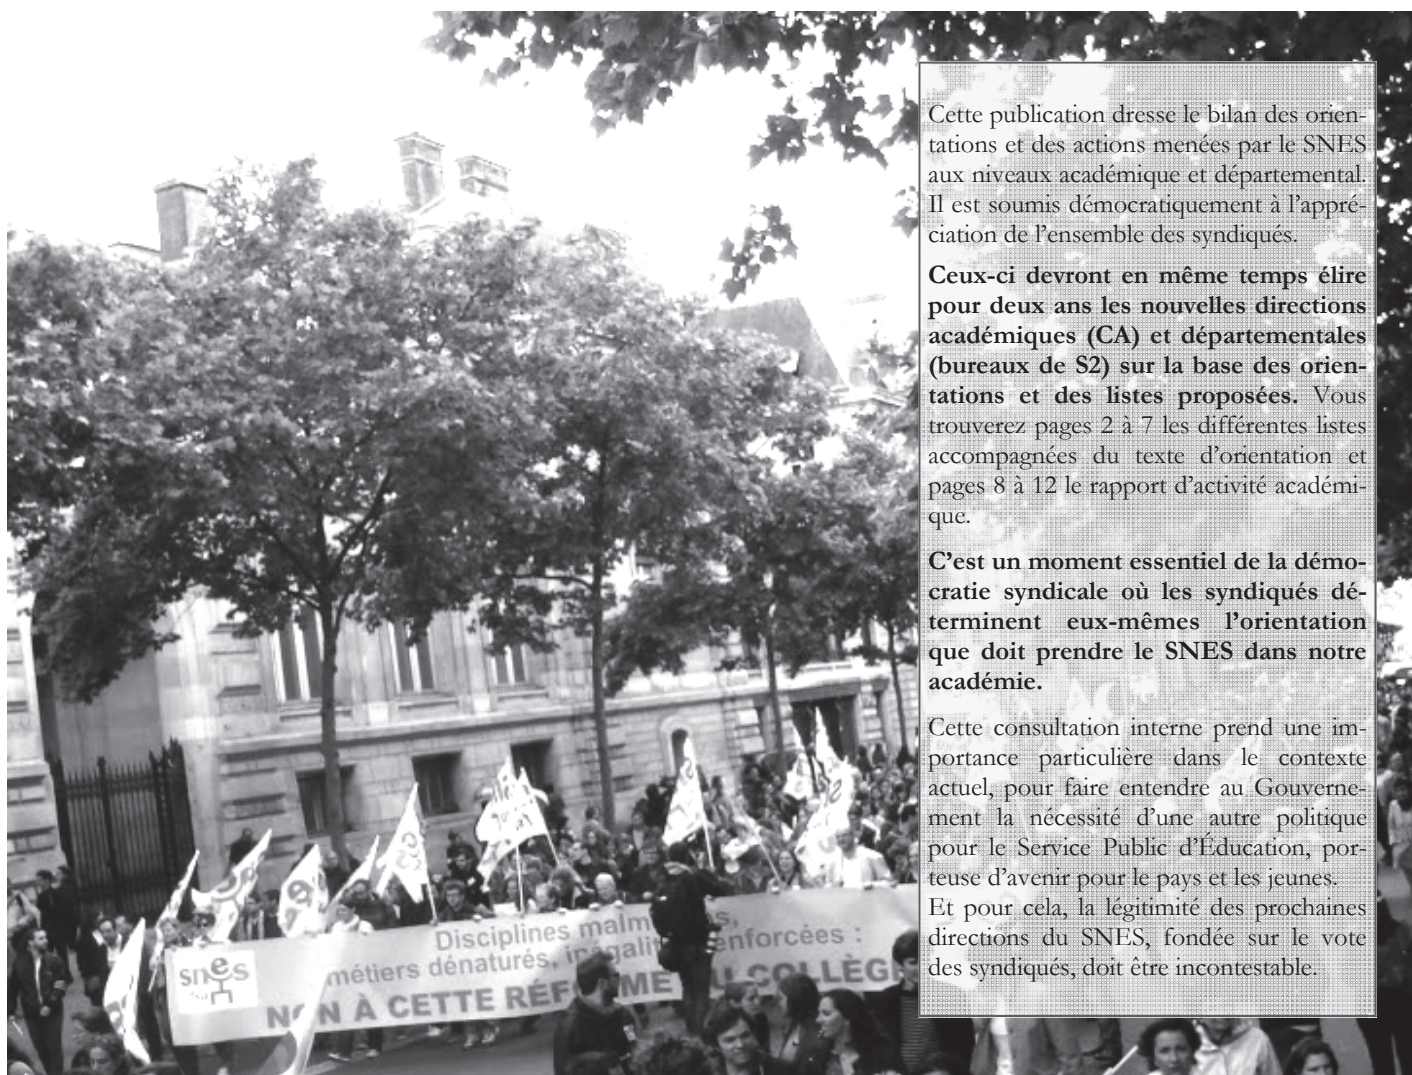 Cette publication dresse le bilan des orien-
tations et des actions menées par le SNES
aux niveaux académique et départemental.
Il est soumis démocratiquement à l’appré-
ciation de l’ensemble des syndiqués.
Ceux-ci devront en même temps élire
pour deux ans les nouvelles directions
académiques (CA) et départementales
(bureaux de S2) sur la base des orien-
tations et des listes proposées. Vous
trouverez pages 2 à 7 les différentes listes
accompagnées du texte d’orientation et
pages 8 à 12 le rapport d’activité académi-
que.
C’est un moment essentiel de la démo-
cratie syndicale où les syndiqués dé-
terminent eux-mêmes l’orientation
que doit prendre le SNES dans notre
académie.
Cette consultation interne prend une im-
portance particulière dans le contexte
actuel, pour faire entendre au Gouverne-
ment la nécessité d’une autre politique
pour le Service Public d’Éducation, por-
teuse d’avenir pour le pays et les jeunes.
Et pour cela, la légitimité des prochaines
directions du SNES, fondée sur le vote
des syndiqués, doit être incontestable.
snes
Disciplines
métiers dénaturés,
NON À CETTE